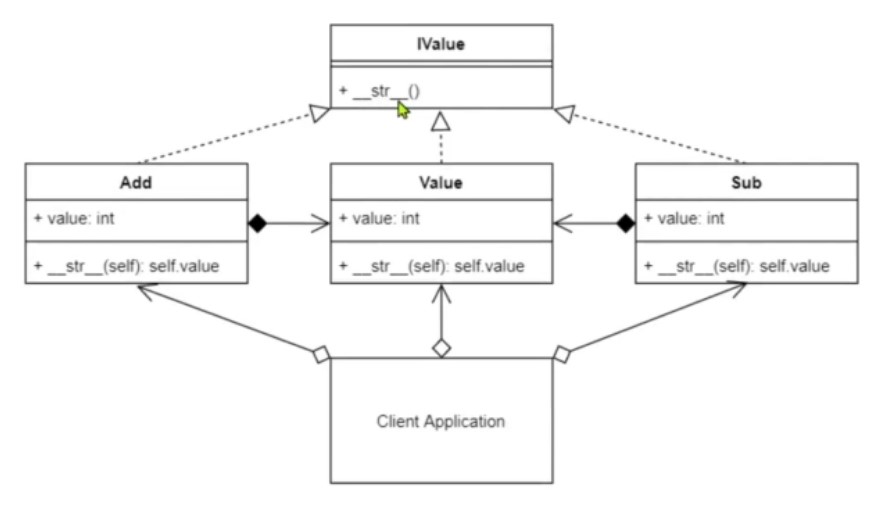 IValue
+ __str__()
Add
+ value: int
+ __str__(self): self.value
Value
+ value: int
+ __str__(self): self.value
Sub
+ value: int
+ __str__(self): self.value
Client Application